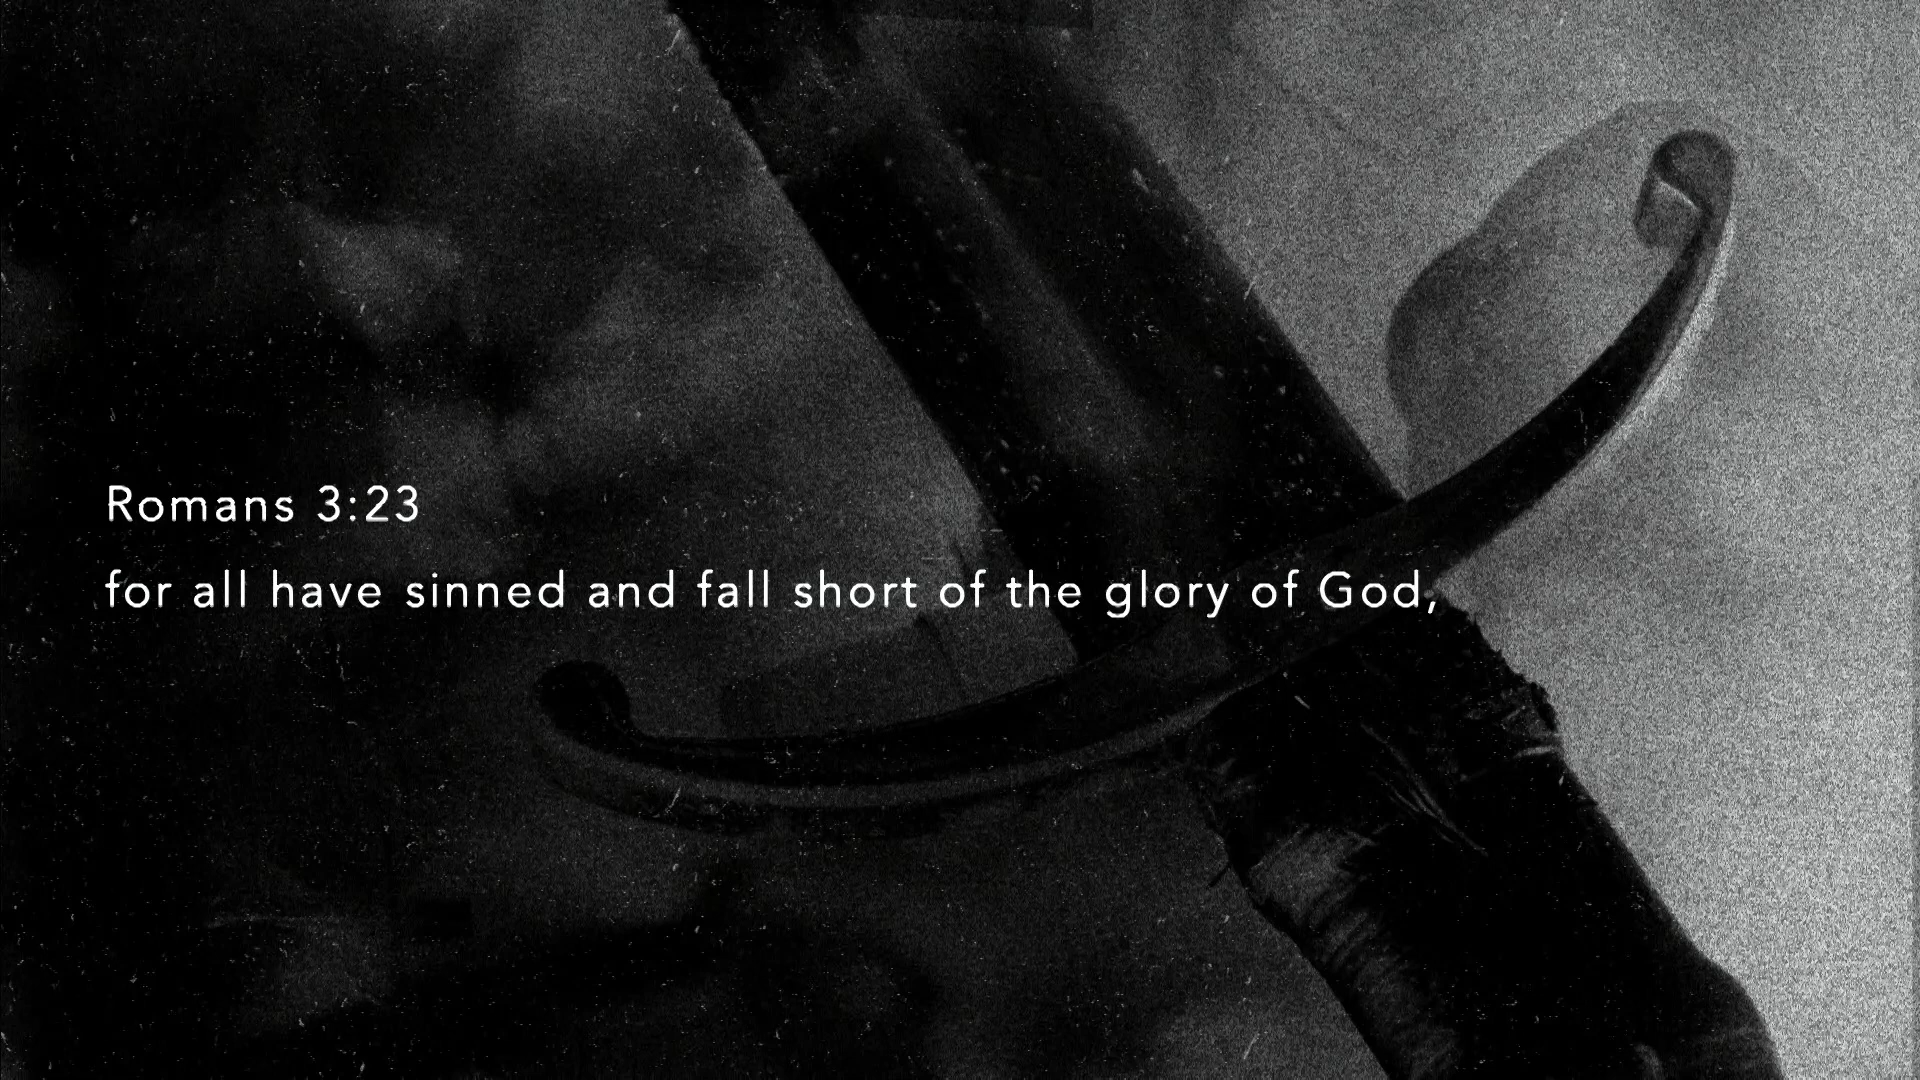 Romans 3:23
for all have sinned and fall short of the glory of God,